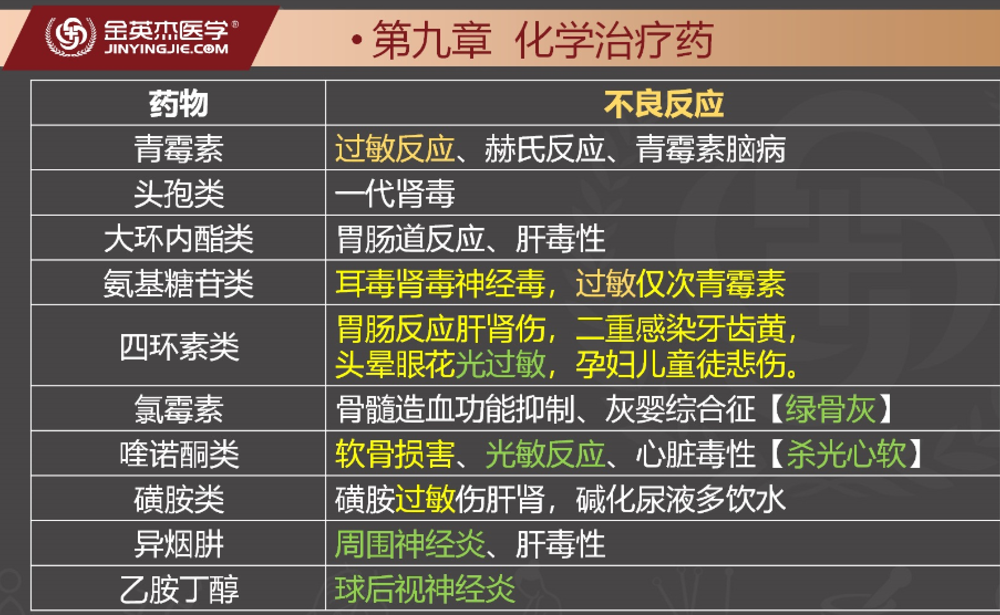 金英杰医学®
JINYINGJIE.COM
•第九章 化学治疗药
药物 不良反应
青霉素 过敏反应、赫氏反应、青霉素脑病
头孢类 一代肾毒
大环内酯类 胃肠道反应、肝毒性
氨基糖苷类 耳毒肾毒神经毒，过敏仅次青霉素
四环素类 胃肠反应肝肾伤，二重感染牙齿黄，
头晕眼花光过敏，孕妇儿童徒悲伤。
氯霉素 骨髓造血功能抑制、灰婴综合征【绿骨灰】
喹诺酮类 软骨损害、光敏反应、心脏毒性【杀光心软】
磺胺类 磺胺过敏伤肝肾，碱化尿液多饮水
异烟肼 周围神经炎、肝毒性
乙胺丁醇 球后视神经炎